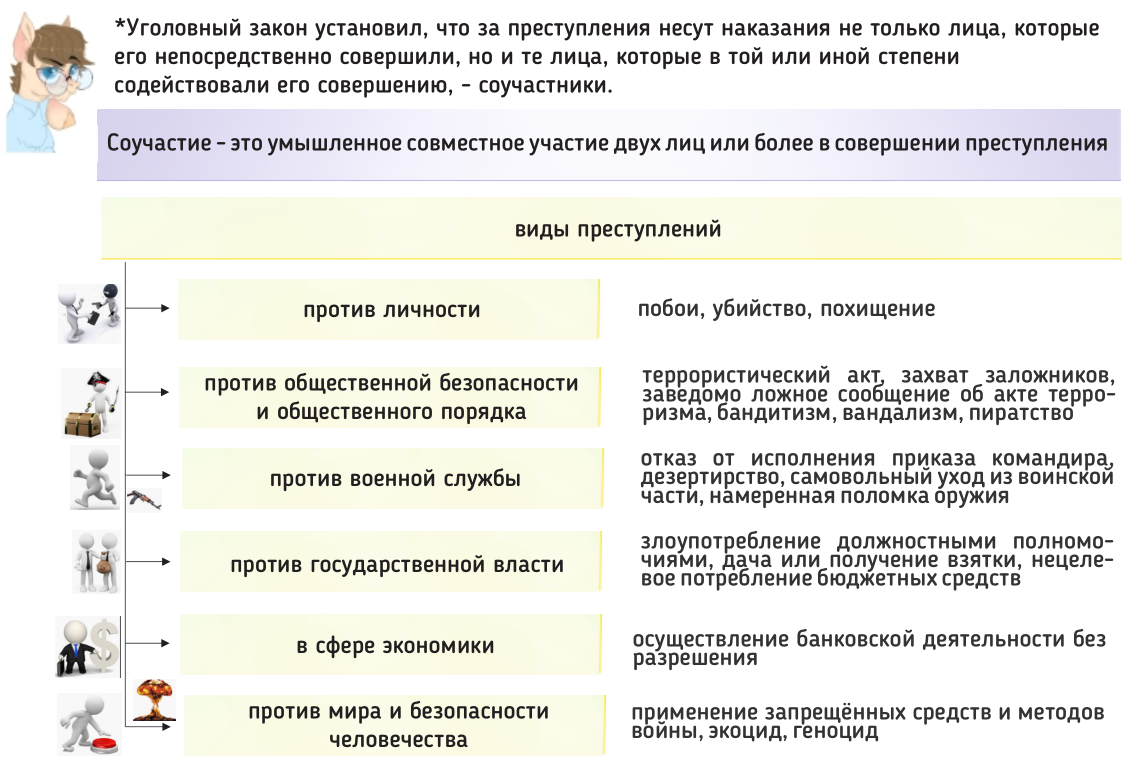 *Уголовный закон установил, что за преступления несут наказания не только лица, которые
его непосредственно совершили, но и те лица, которые в той или иной степени
содействовали его совершению, - соучастники.
Соучастие - это умышленное совместное участие двух лиц или более в совершении преступления
виды преступлений
против личности
побои, убийство, похищение
против общественной безопасности
и общественного порядка
террористический акт, захват заложников,
заведомо ложное сообщение об акте терро-
ризма, бандитизм, вандализм, пиратство
против военной службы
отказ от исполнения приказа командира,
дезертирство, самовольный уход из воинской
части, намеренная поломка оружия
против государственной власти
злоупотребление должностными полномо-
чиями, дача или получение взятки, нецеле-
вое потребление бюджетных средств
в сфере экономики
осуществление банковской деятельности без
разрешения
против мира и безопасности
человечества
применение запрещённых средств и методов
войны, экоцид, геноцид